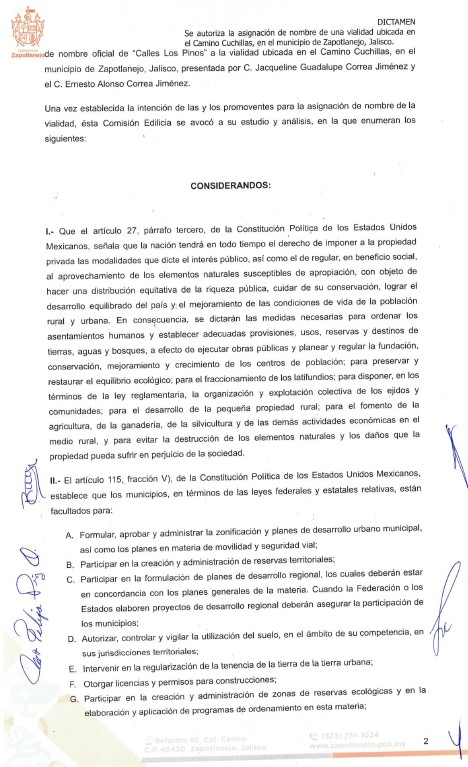 DICTAMEN
Se autoriza la asignación de nombre de una vialidad ubicada en
el Camino Cuchillas, en el municipio de Zapotlanejo, Jalisco.
Zapotlanejo
de nombre oficial de “Calles Los Pinos” a la vialidad ubicada en el Camino Cuchillas, en el
municipio de Zapotlanejo, Jalisco, presentada por C. Jacqueline Guadalupe Correa Jiménez y
el C. Ernesto Alonso Correa Jiménez.
Una vez establecida la intención de las y los promoventes para la asignación de nombre de la
vialidad, ésta Comisión Edilicia se avocó a su estudio y análisis, en la que enumeran los
siguientes:
CONSIDERANDOS:
I.- Que el artículo 27, párrafo tercero, de la Constitución Política de los Estados Unidos
Mexicanos, señala que la nación tendrá en todo tiempo el derecho de imponer a la propiedad
privada las modalidades que dicte el interés público, así como el de regular, en beneficio social,
al aprovechamiento de los elementos naturales susceptibles de apropiación, con objeto de
hacer una distribución equitativa de la riqueza pública, cuidar de su conservación, lograr el
desarrollo equilibrado del país y el mejoramiento de las condiciones de vida de la población
rural y urbana. En consecuencia, se dictarán las medidas necesarias para ordenar los
asentamientos humanos y establecer adecuadas provisiones, usos, reservas y destinos de
tierras, aguas y bosques, a efecto de ejecutar obras públicas y planear y regular la fundación,
conservación, mejoramiento y crecimiento de los centros de población; para preservar y
restaurar el equilibrio ecológico; para el fraccionamiento de los latifundios; para disponer, en los
términos de la ley reglamentaria, la organización y explotación colectiva de los ejidos y
comunidades; para el desarrollo de la pequeña propiedad rural; para el fomento de la
agricultura, de la ganadería, de la silvicultura y de las demás actividades económicas en el
medio rural, y para evitar la destrucción de los elementos naturales y los daños que la
propiedad pueda sufrir en perjuicio de la sociedad.
II.- El artículo 115, fracción V), de la Constitución Política de los Estados Unidos Mexicanos,
establece que los municipios, en términos de las leyes federales y estatales relativas, están
facultados para:
A. Formular, aprobar y administrar la zonificación y planes de desarrollo urbano municipal,
así como los planes en materia de movilidad y seguridad vial;
B. Participar en la creación y administración de reservas territoriales;
C. Participar en la formulación de planes de desarrollo regional, los cuales deberán estar
en concordancia con los planes generales de la materia. Cuando la Federación o los
Estados elaboren proyectos de desarrollo regional deberán asegurar la participación de
los municipios;
D. Autorizar, controlar y vigilar la utilización del suelo, en el ámbito de su competencia, en
sus jurisdicciones territoriales;
E. Intervenir en la regularización de la tenencia de la tierra de la tierra urbana;
F. Otorgar licencias y permisos para construcciones;
G. Participar en la creación y administración de zonas de reservas ecológicas y en la
elaboración y aplicación de programas de ordenamiento en esta materia;
Reforma #2, Col. Centro
C.P. 45430 Zapotlanejo, Jalisco
(373) 734 1024
www.zapotlanejo.gob.mx
2